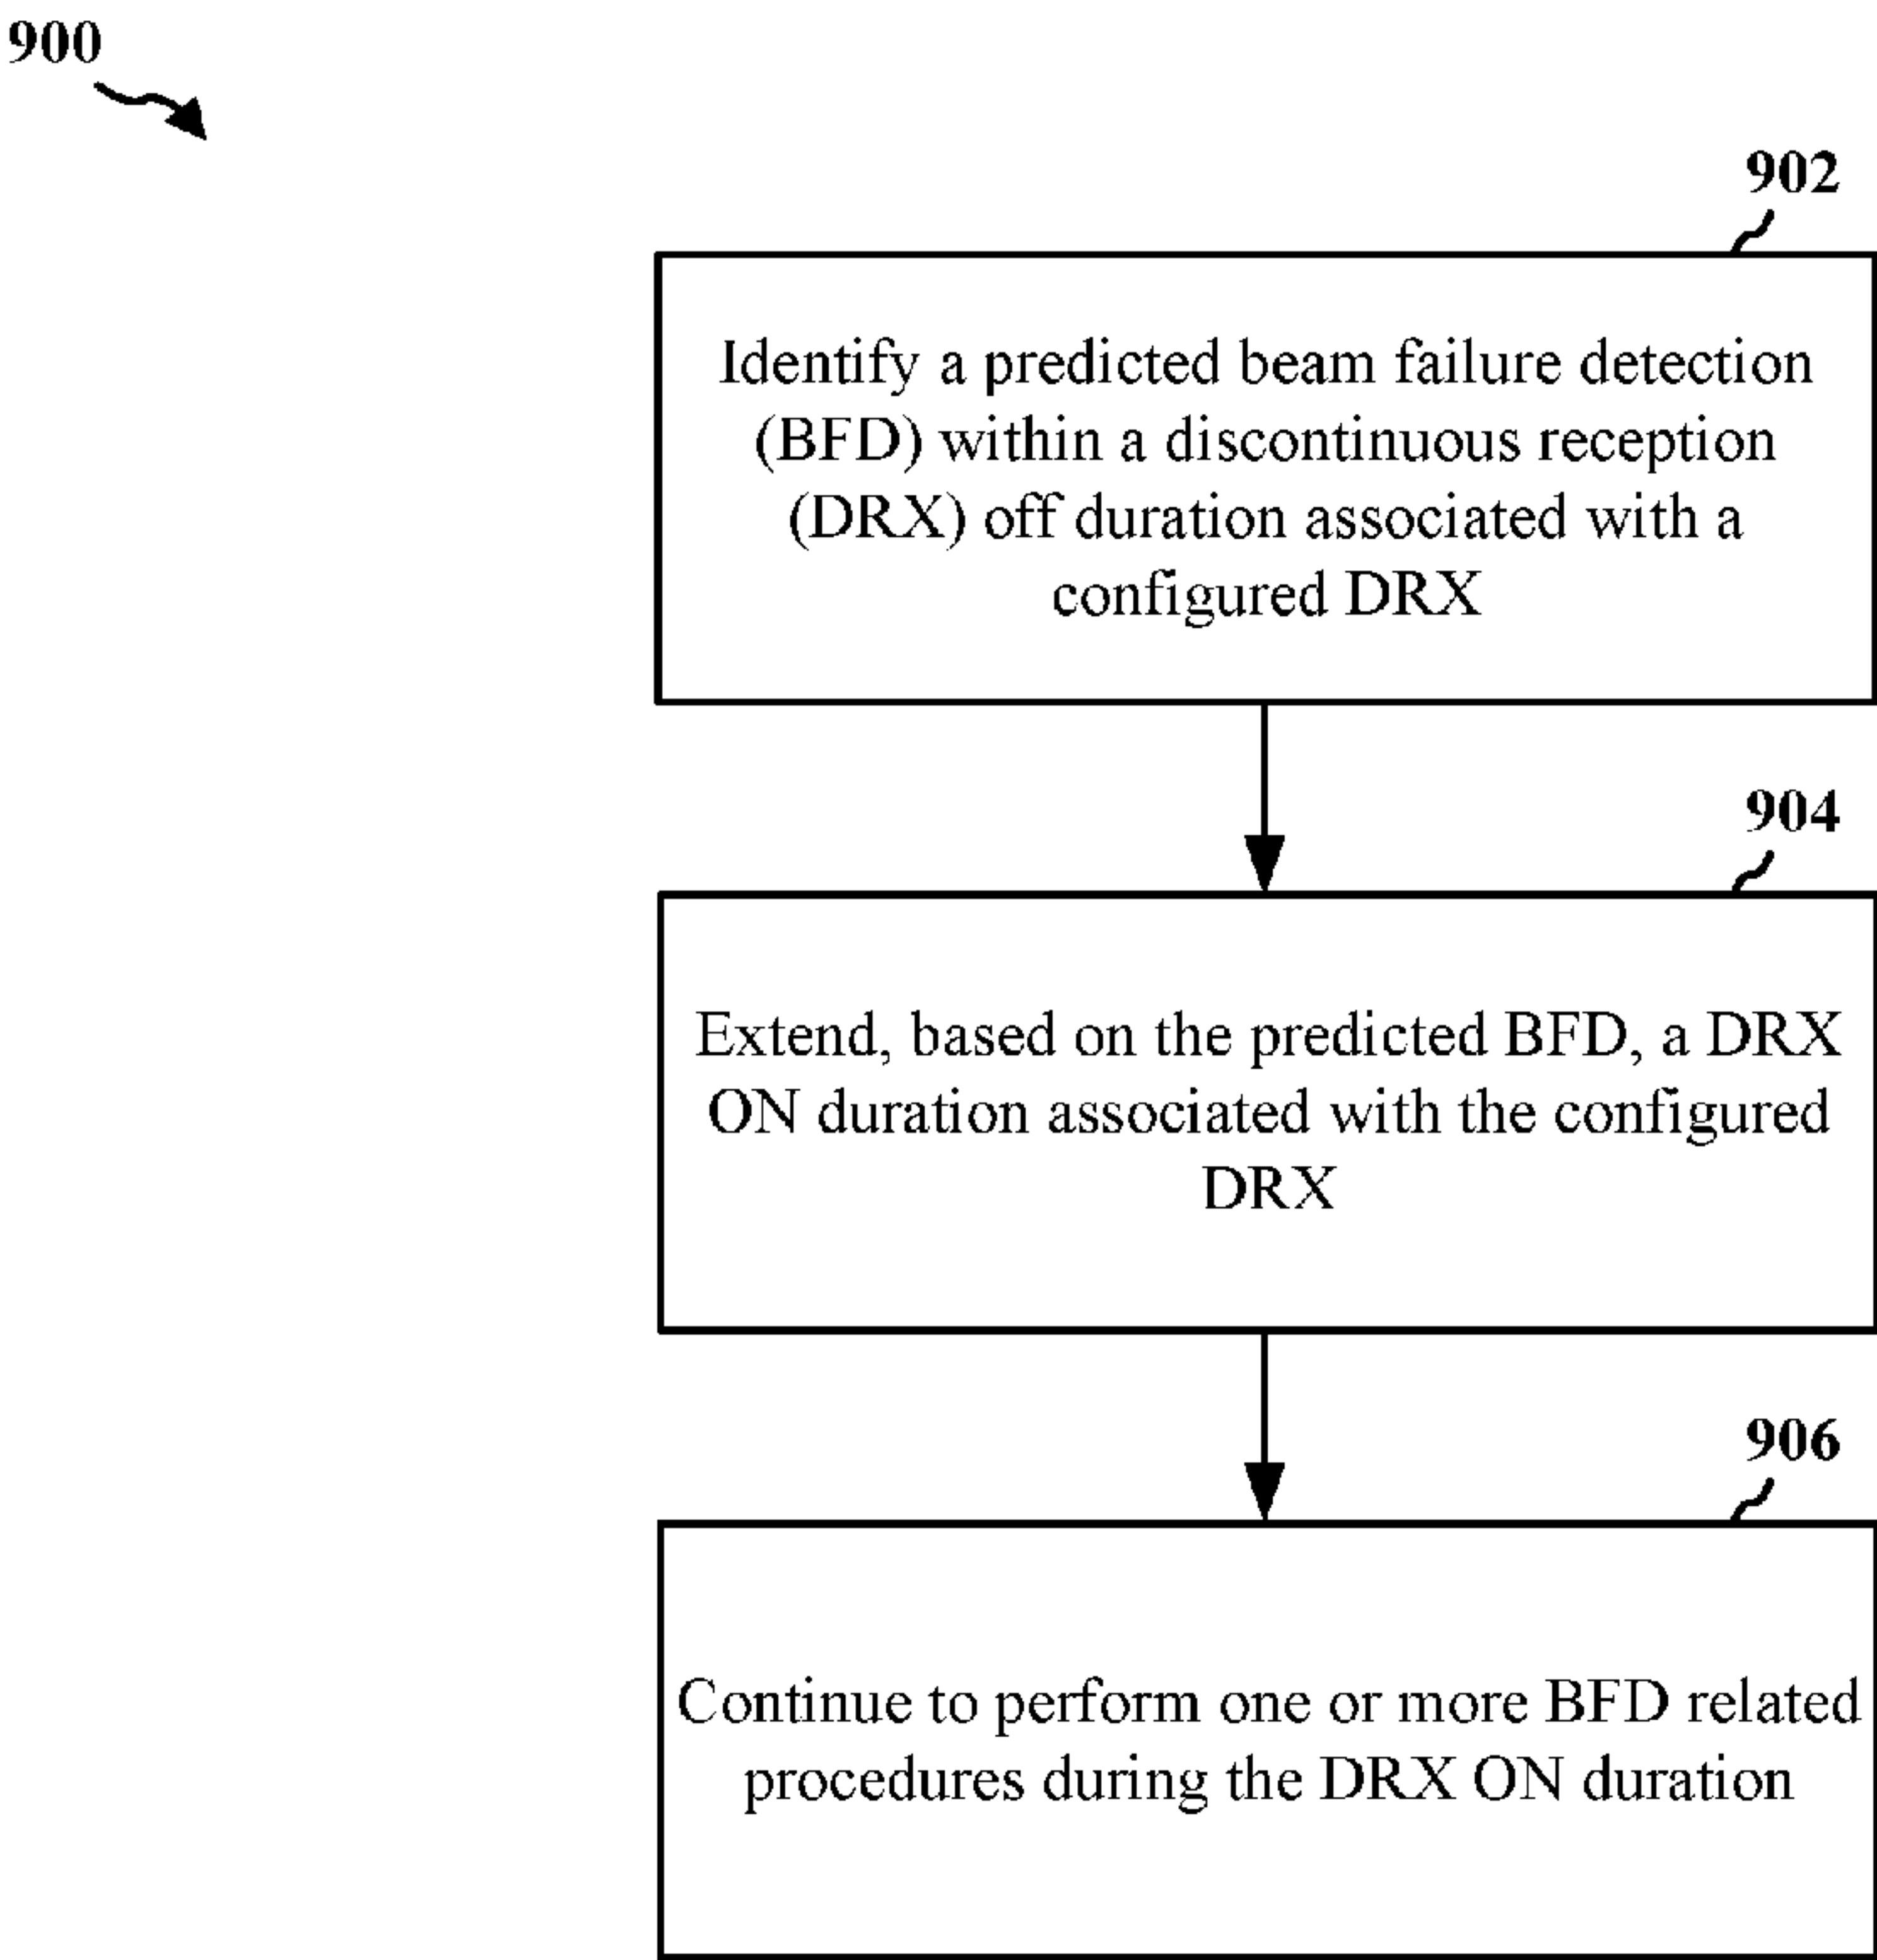 900
902
Identify a predicted beam failure detection
(BFD) within a discontinuous reception
(DRX) off duration associated with a
configured DRX
904
Extend, based on the predicted BFD, a DRX
ON duration associated with the configured
DRX
906
Continue to perform one or more BFD related
procedures during the DRX ON duration